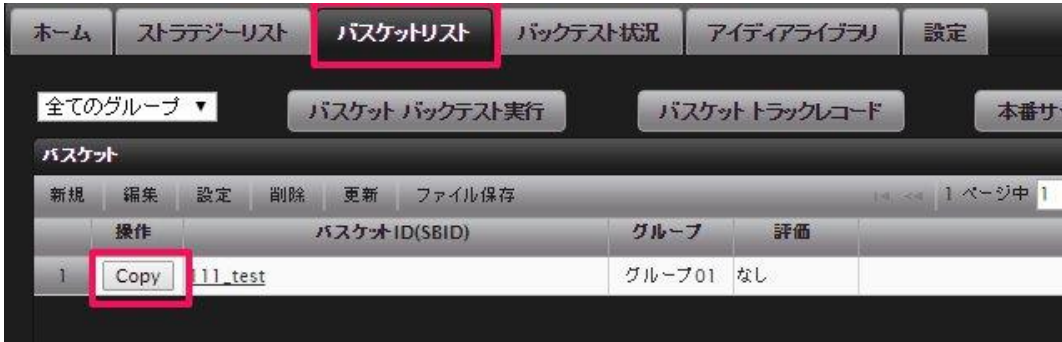 ホーム ストラテジーリスト バスケットリスト バックテスト状況 アイディアライブラリ 設定
全てのグループ ▼ バスケット バックテスト実行 バスケット トラックレコード 本番サ
バスケット
新規 編集 設定 削除 更新 ファイル保存 1 ページ中 1
操作 バスケットID(SBID) グループ 評価
1 Copy 111_test グループ01 なし